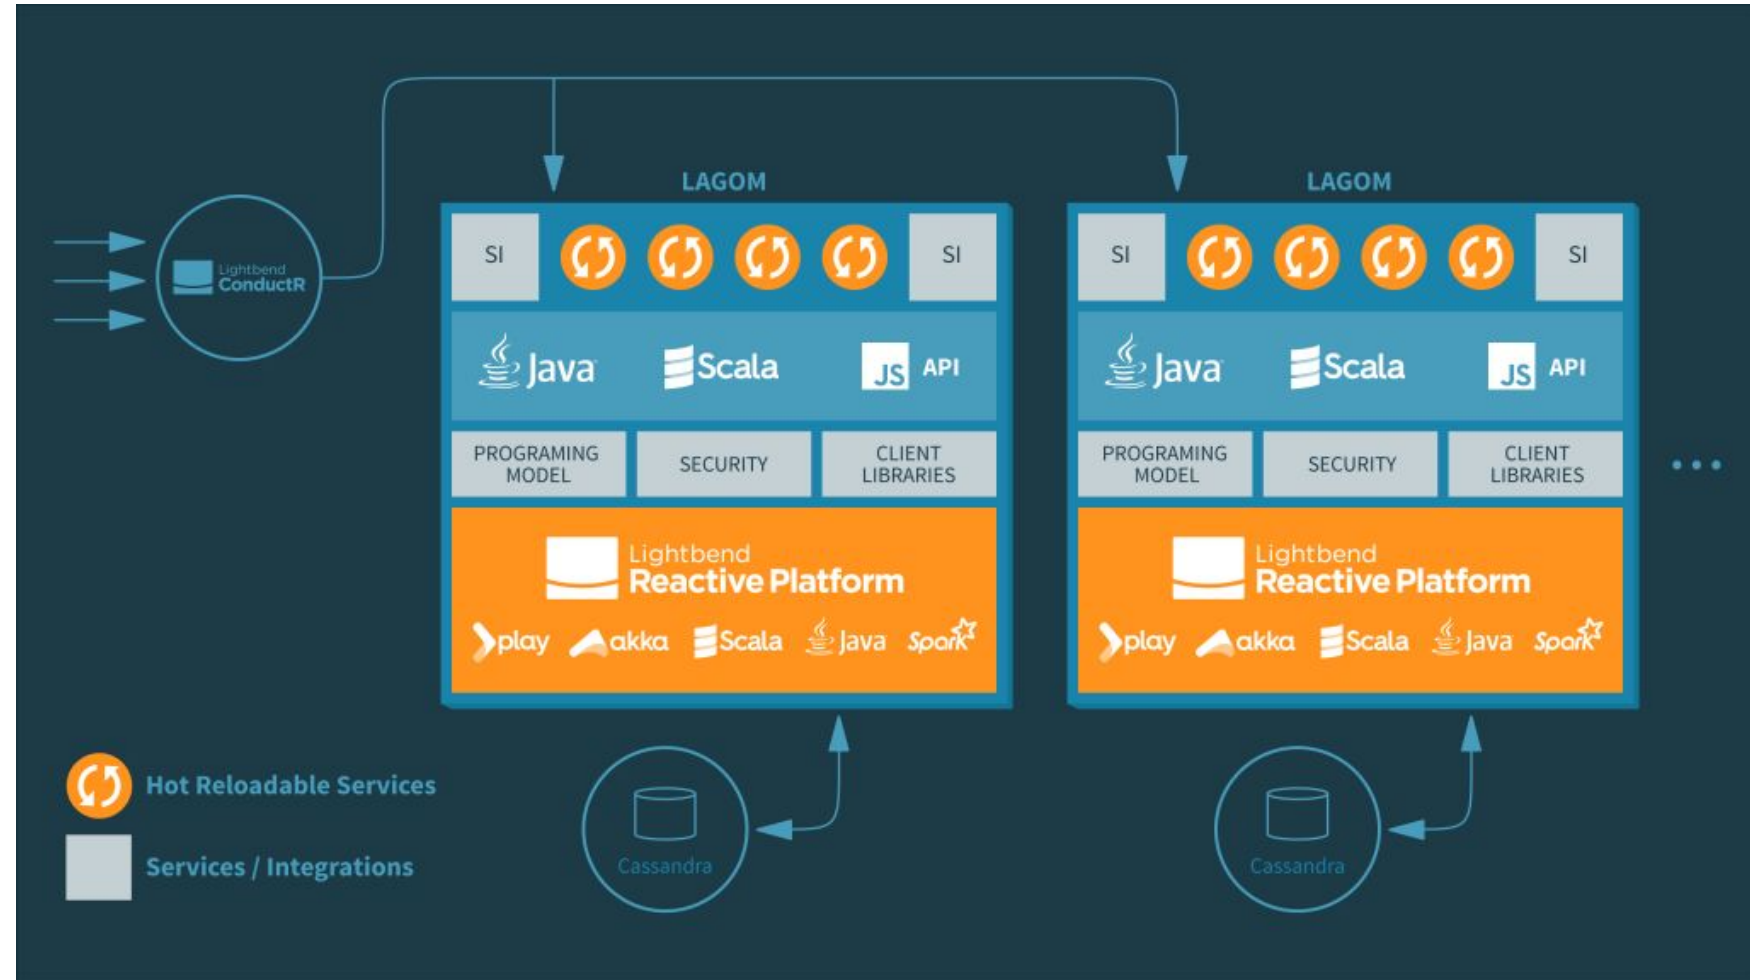 LAGOM
LAGOM
Lightbend
ConductR
SI
SI
Java
Scala
JS API
PROGRAMING
MODEL
SECURITY
CLIENT
LIBRARIES
Lightbend
Reactive Platform
play akka Scala Java Spark
SI
SI
Java
Scala
JS API
PROGRAMING
MODEL
SECURITY
CLIENT
LIBRARIES
Lightbend
Reactive Platform
play akka Scala Java Spark
...
Hot Reloadable Services
Services / Integrations
Cassandra
Cassandra